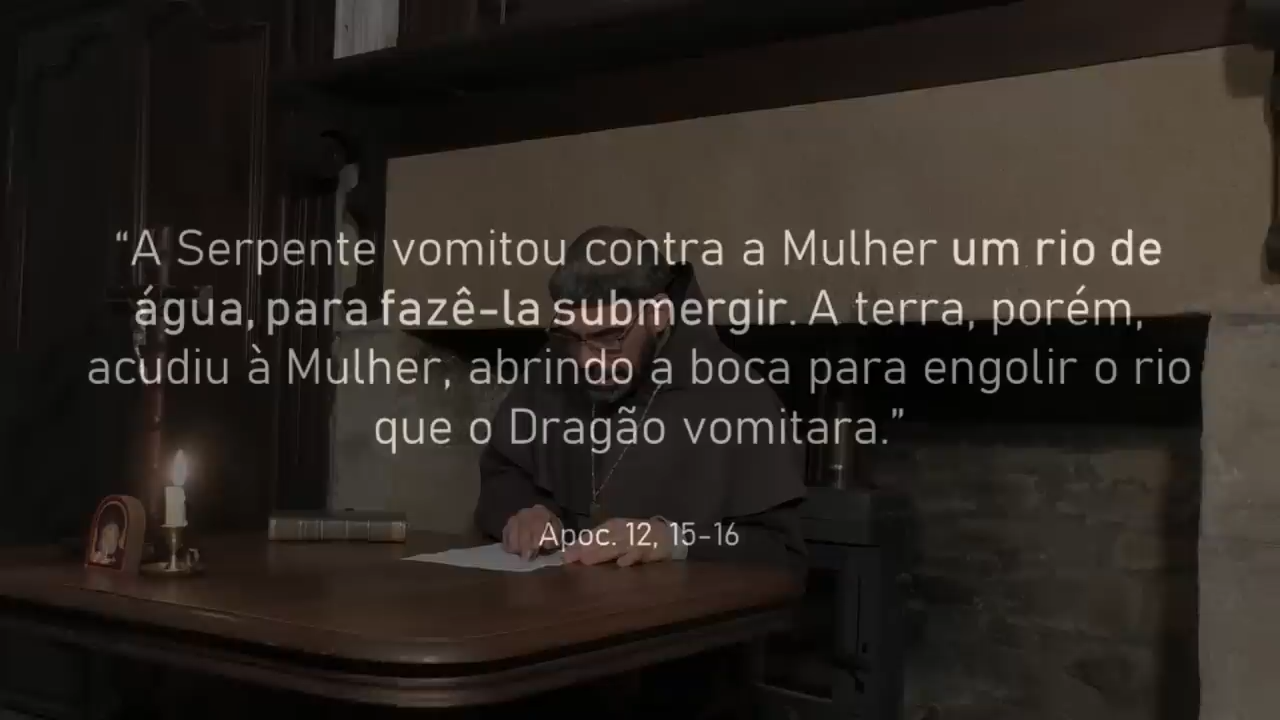 “A Serpente vomitou contra a Mulher um rio de
água, para fazê-la submergir. A terra, porém,
acudiu à Mulher, abrindo a boca para engolir o rio
que o Dragão vomitara.”
Apoc. 12, 15-16